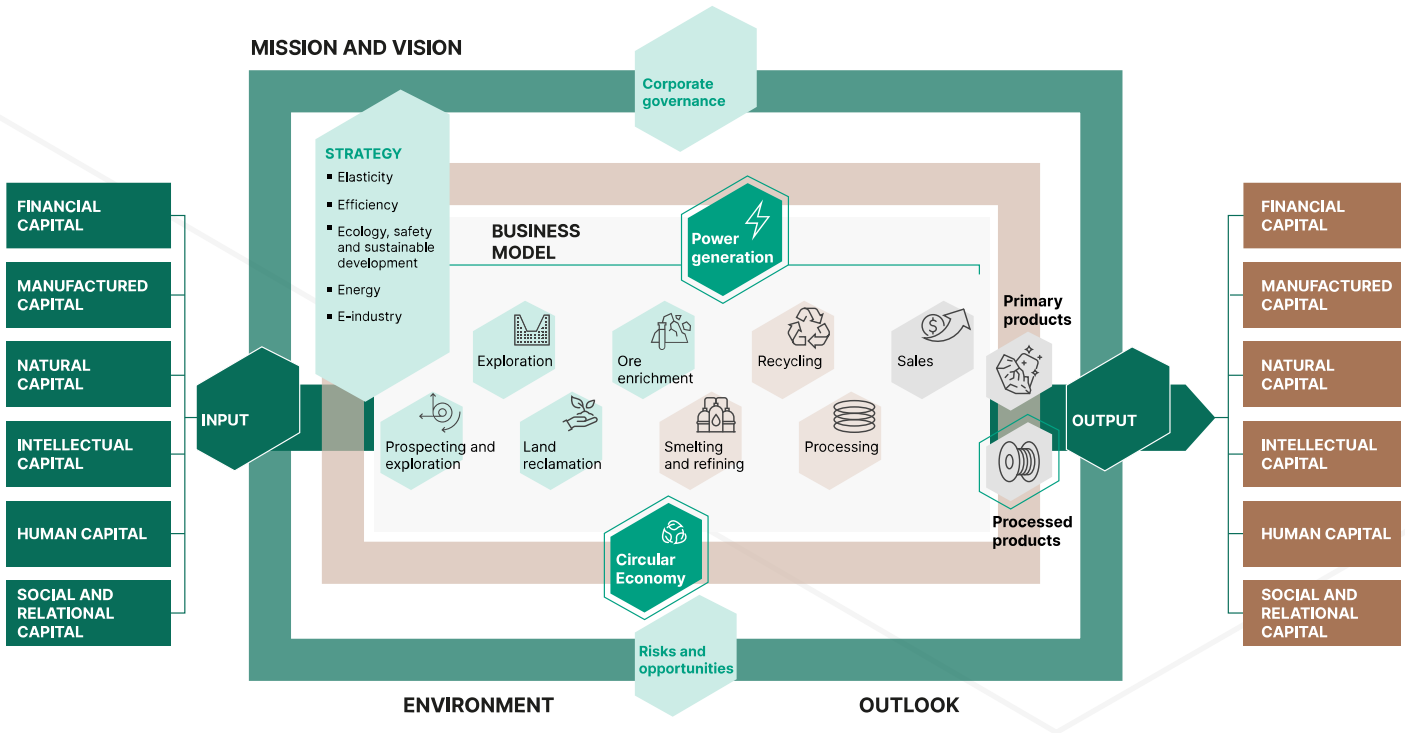 MISSION AND VISION
Corporate
governance
STRATEGY
▪ Elasticity
▪ Efficiency
▪ Ecology, safety
and sustainable
development
▪ Energy
▪ E-industry
FINANCIAL
CAPITAL
MANUFACTURED
CAPITAL
NATURAL
CAPITAL
INTELLECTUAL
CAPITAL
HUMAN CAPITAL
SOCIAL AND
RELATIONAL
CAPITAL
INPUT
BUSINESS
MODEL
Power
generation
Exploration
Ore
enrichment
Recycling
Sales
Prospecting and
exploration
Land
reclamation
Smelting
and refining
Processing
Primary
products
Processed
products
Circular
Economy
Risks and
opportunities
OUTPUT
FINANCIAL
CAPITAL
MANUFACTURED
CAPITAL
NATURAL
CAPITAL
INTELLECTUAL
CAPITAL
HUMAN CAPITAL
SOCIAL AND
RELATIONAL
CAPITAL
ENVIRONMENT
OUTLOOK